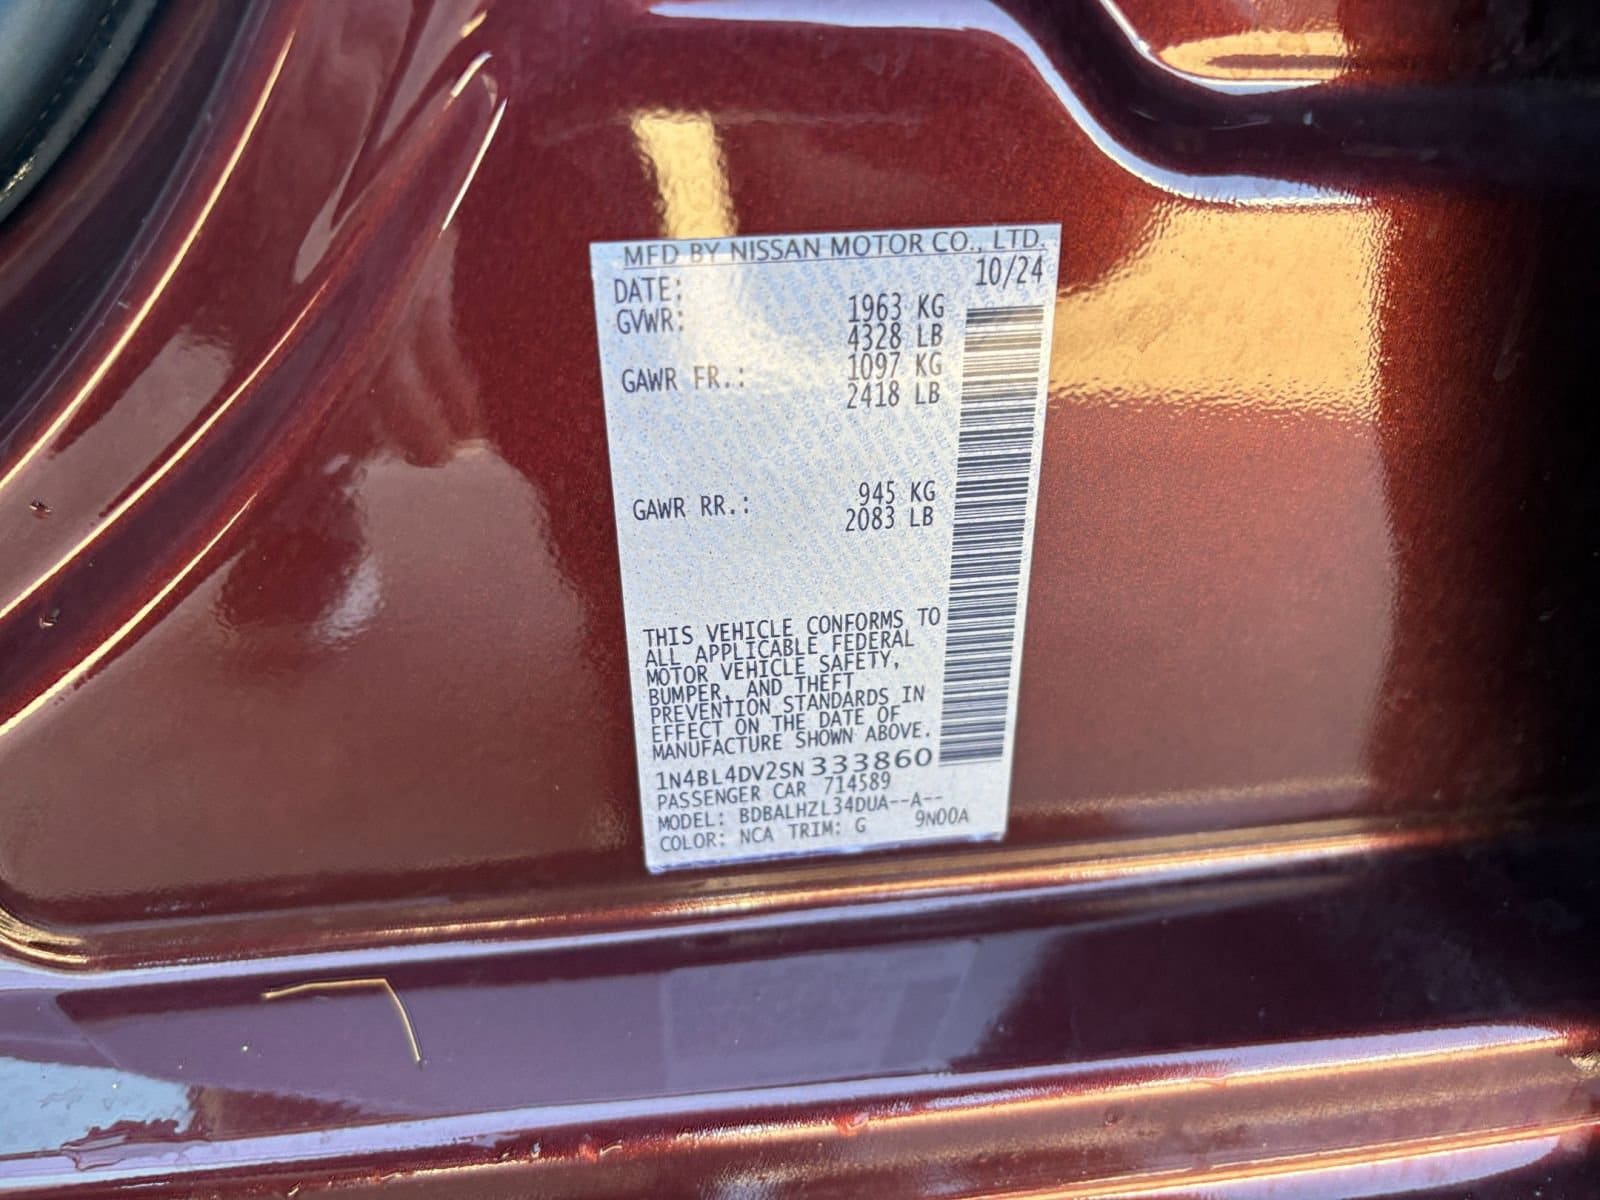 MFD BY NISSAN MOTOR CO., LTD.
DATE: 10/24
GVWR: 1963 KG
4328 LB
GAWR FR.: 1097 KG
2418 LB
GAWR RR.: 945 KG
2083 LB
THIS VEHICLE CONFORMS TO
ALL APPLICABLE FEDERAL
MOTOR VEHICLE SAFETY,
BUMPER, AND THEFT
PREVENTION STANDARDS IN
EFFECT ON THE DATE OF
MANUFACTURE SHOWN ABOVE.
1N4BL4DV2SN333860
PASSENGER CAR 714589
MODEL: BDBALHZL34DUA--A--
COLOR: NCA TRIM: G 9N00A